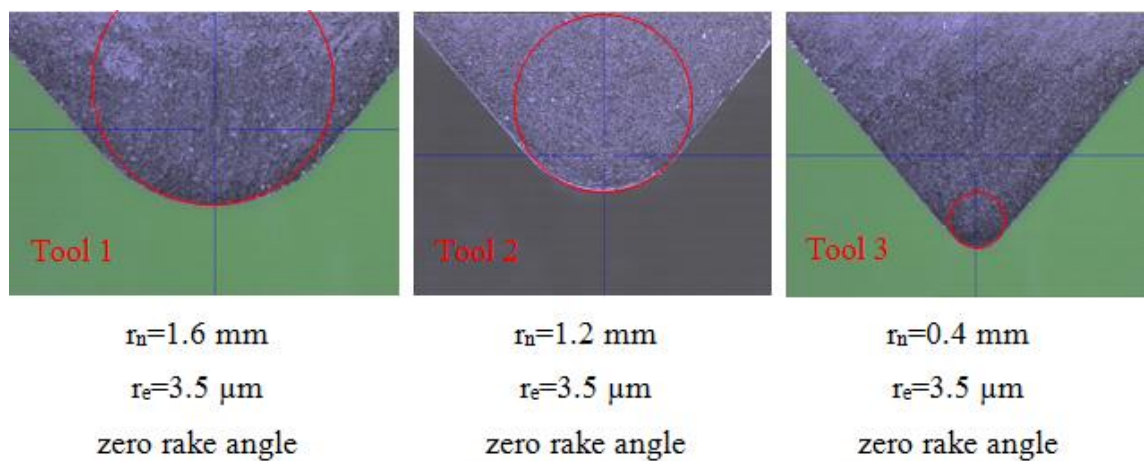 Tool 1 Tool 2 Tool 3
rₙ=1.6 mm rₙ=1.2 mm rₙ=0.4 mm
rₑ=3.5 µm rₑ=3.5 µm rₑ=3.5 µm
zero rake angle zero rake angle zero rake angle